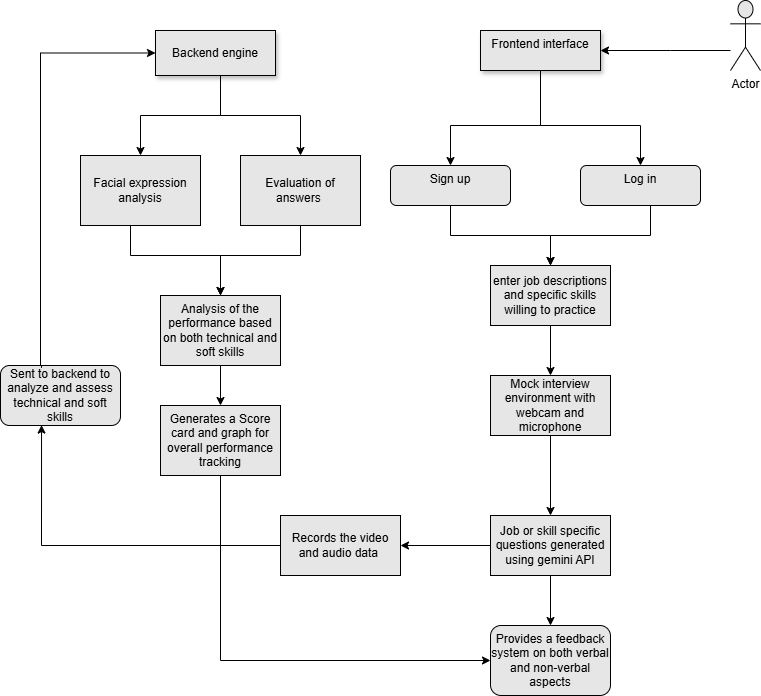 Backend engine
Frontend interface
Actor
Facial expression
analysis
Evaluation of
answers
Sign up
Log in
enter job descriptions
and specific skills
willing to practice
Analysis of the
performance based
on both technical and
soft skills
Sent to backend to
analyze and assess
technical and soft
skills
Mock interview
environment with
webcam and
microphone
Generates a Score
card and graph for
overall performance
tracking
Records the video
and audio data
Job or skill specific
questions generated
using gemini API
Provides a feedback
system on both verbal
and non-verbal
aspects